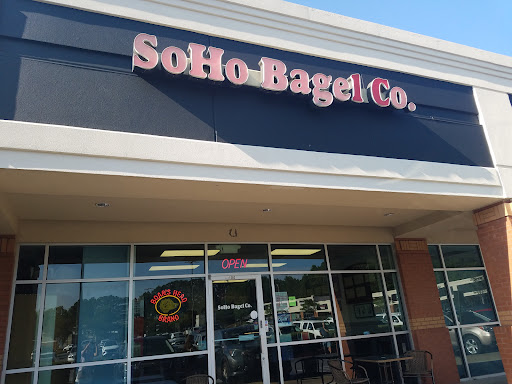 SoHo Bagel Co.
OPEN
BOAR'S HEAD
BRAND
SoHo Bagel Co.